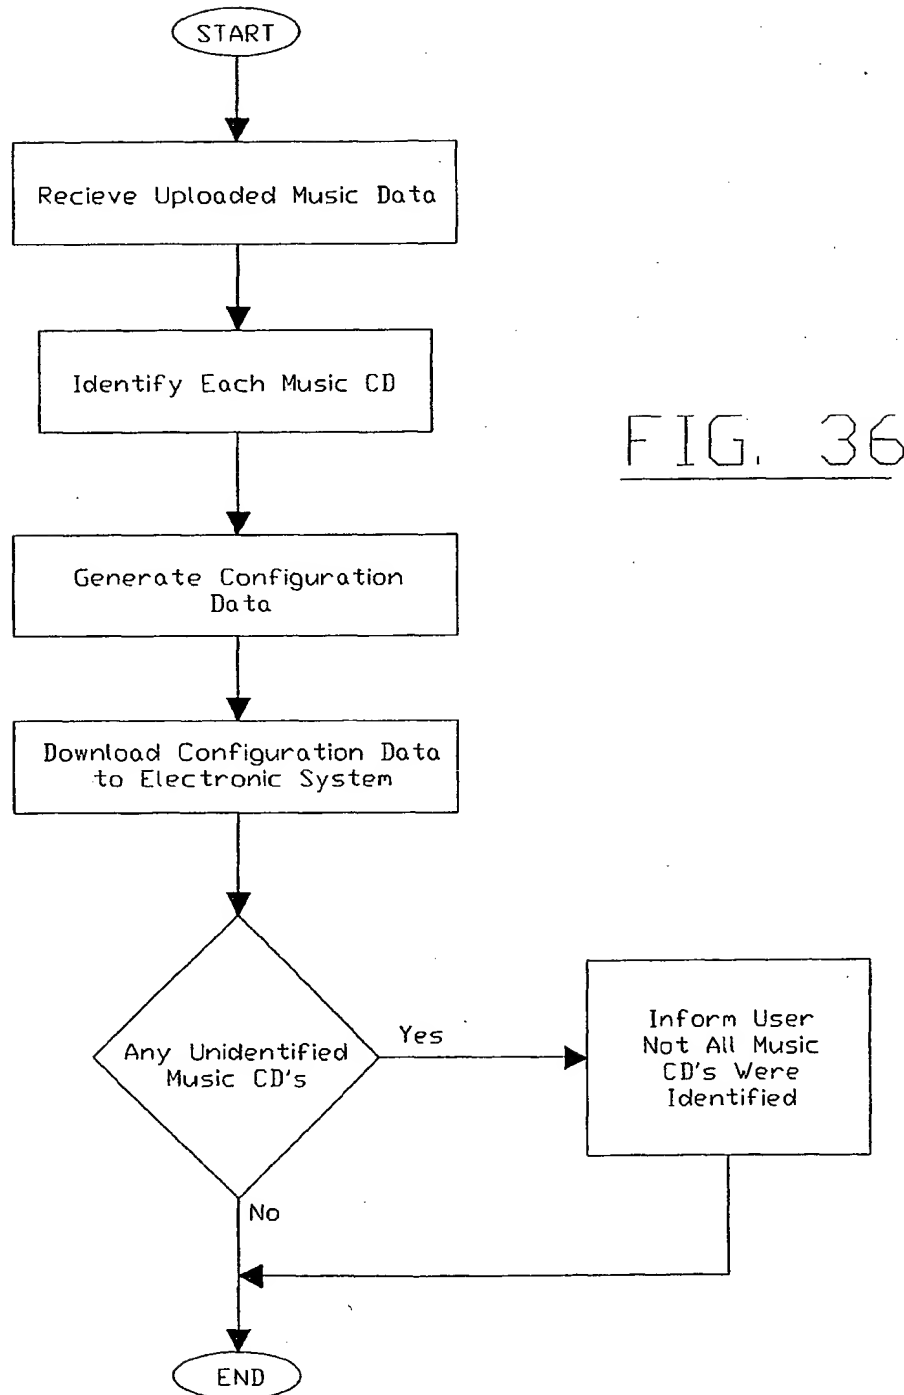 START
Recieve Uploaded Music Data
Identify Each Music CD
FIG. 36
Generate Configuration
Data
Download Configuration Data
to Electronic System
Any Unidentified
Music CD's
Yes
Inform User
Not All Music
CD's Were
Identified
No
END